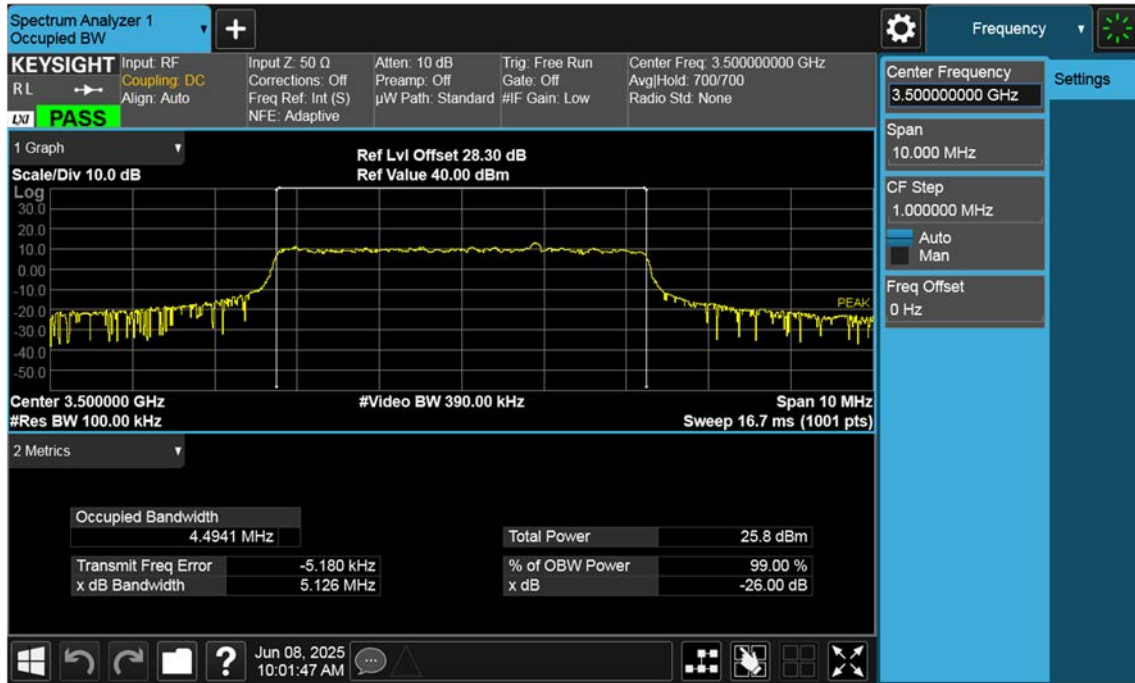 Spectrum Analyzer 1
Occupied BW
+
Frequency
KEYSIGHT
RL
LXI PASS
Input: RF
Coupling: DC
Align: Auto
Input Z: 50 Ω
Corrections: Off
Freq Ref: Int (S)
NFE: Adaptive
Atten: 10 dB
Preamp: Off
µW Path: Standard
Trig: Free Run
Gate: Off
#IF Gain: Low
Center Freq: 3.500000000 GHz
Avg|Hold: 700/700
Radio Std: None
Center Frequency
3.500000000 GHz
Settings
Span
10.000 MHz
CF Step
1.000000 MHz
Auto
Man
Freq Offset
0 Hz
1 Graph
Scale/Div 10.0 dB
Ref Lvl Offset 28.30 dB
Ref Value 40.00 dBm
Log
30.0
20.0
10.0
0.00
-10.0
-20.0
-30.0
-40.0
-50.0
PEAK
Center 3.500000 GHz
#Video BW 390.00 kHz
Span 10 MHz
#Res BW 100.00 kHz
Sweep 16.7 ms (1001 pts)
2 Metrics
Occupied Bandwidth
4.4941 MHz
Total Power 25.8 dBm
Transmit Freq Error -5.180 kHz
% of OBW Power 99.00 %
x dB Bandwidth 5.126 MHz
x dB -26.00 dB
?
Jun 08, 2025
10:01:47 AM